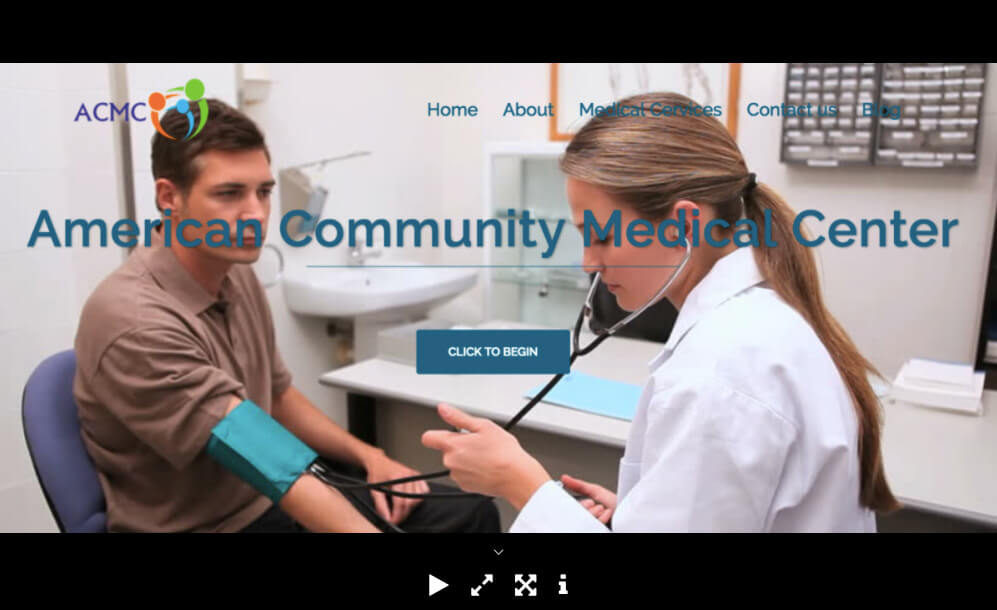 ACMC
Home About Medical Services Contact us Blog
American Community Medical Center
CLICK TO BEGIN